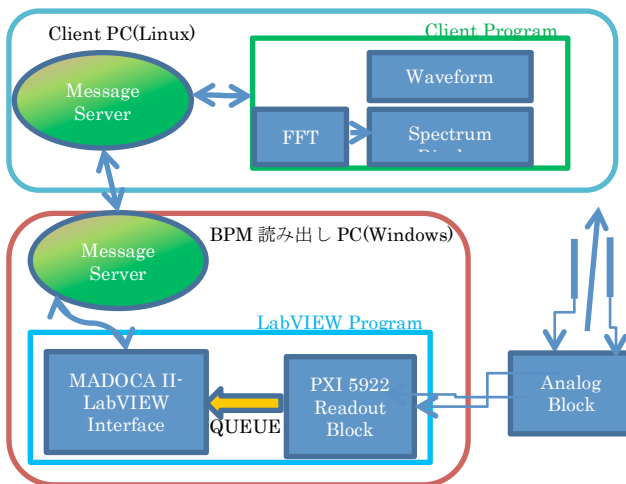 Client PC(Linux)
Client Program
Message
Server
Waveform
FFT
Spectrum
Message
Server
BPM 読み出し PC(Windows)
LabVIEW Program
MADOCA II-
LabVIEW
Interface
QUEUE
PXI 5922
Readout
Block
Analog
Block